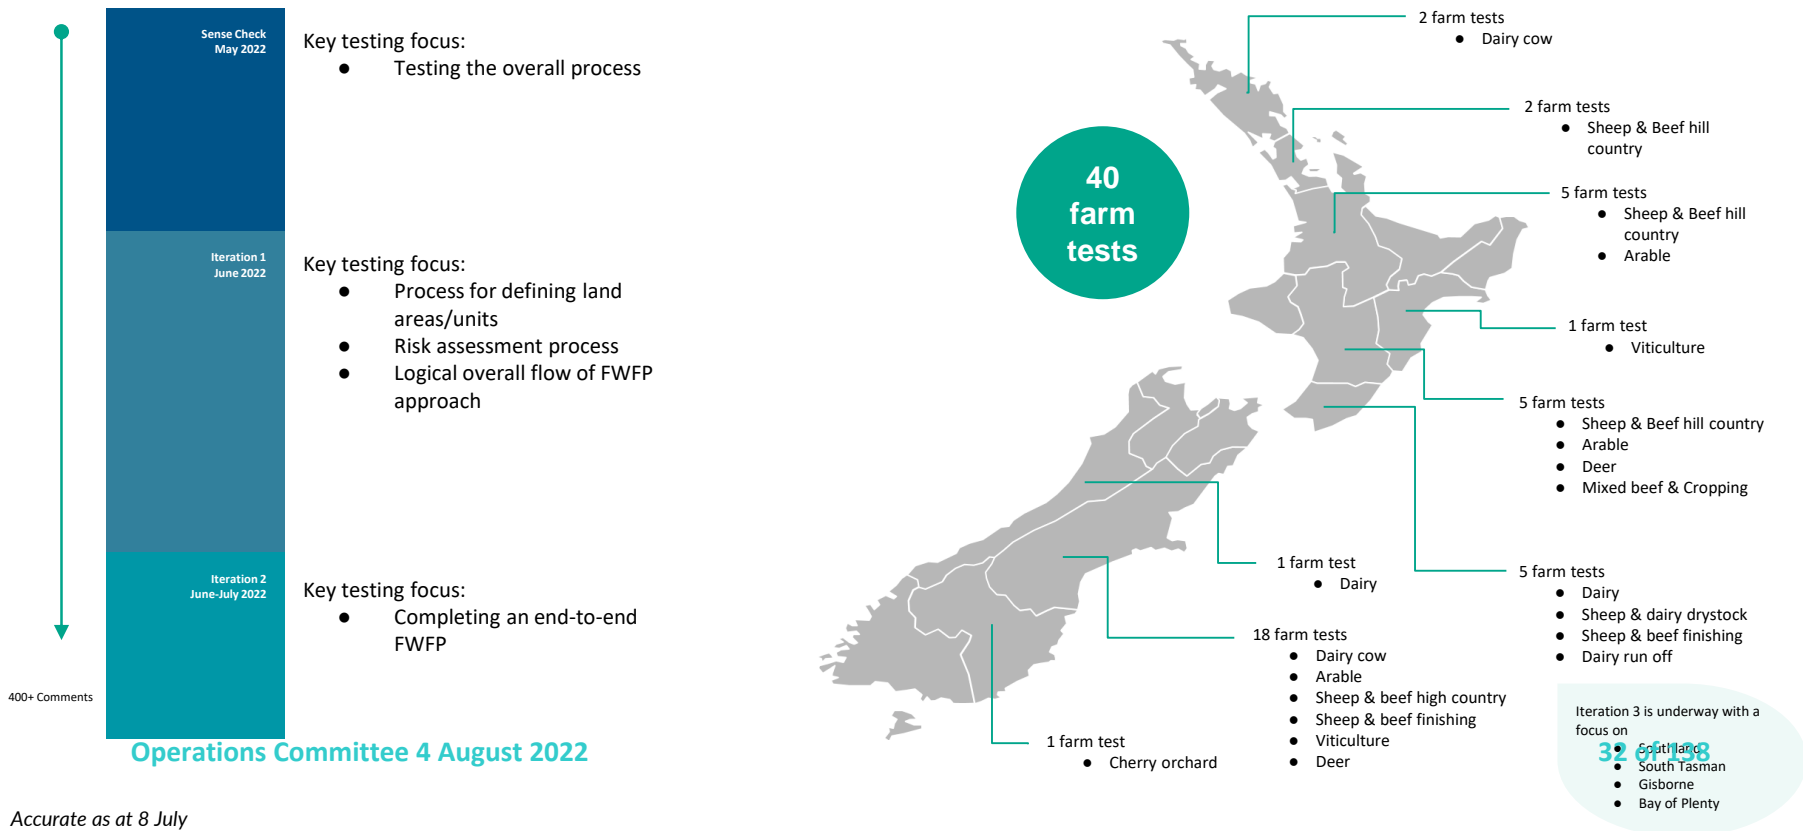 Sense Check
May 2022
Key testing focus:
● Testing the overall process
Iteration 1
June 2022
Key testing focus:
● Process for defining land
areas/units
● Risk assessment process
● Logical overall flow of FWFP
approach
Iteration 2
June-July 2022
Key testing focus:
● Completing an end-to-end
FWFP
400+ Comments
40
farm
tests
2 farm tests
● Dairy cow
2 farm tests
● Sheep & Beef hill
country
5 farm tests
● Sheep & Beef hill
country
● Arable
1 farm test
● Viticulture
5 farm tests
● Sheep & Beef hill country
● Arable
● Deer
● Mixed beef & Cropping
5 farm tests
● Dairy
● Sheep & dairy drystock
● Sheep & beef finishing
● Dairy run off
1 farm test
● Dairy
18 farm tests
● Dairy cow
● Arable
● Sheep & beef high country
● Sheep & beef finishing
● Viticulture
● Deer
1 farm test
● Cherry orchard
Iteration 3 is underway with a
focus on
● Southland
● South Tasman
● Gisborne
● Bay of Plenty
Operations Committee 4 August 2022
32 of 138
Accurate as at 8 July